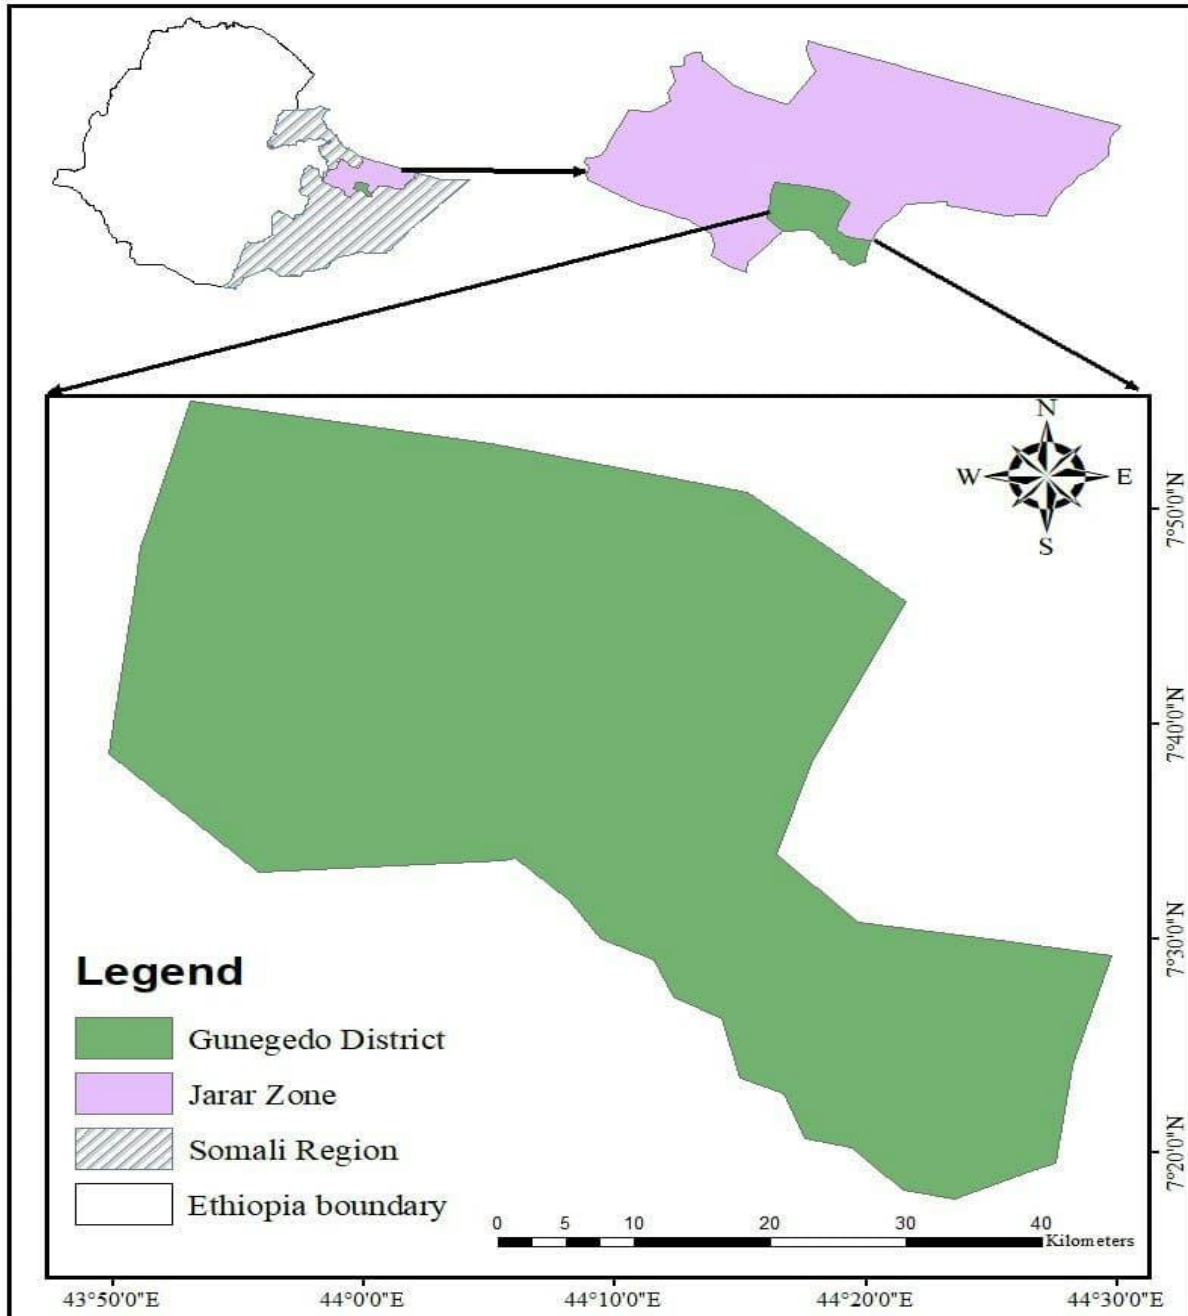 N
W E
S
7°50'0"N
7°40'0"N
7°30'0"N
7°20'0"N
Legend
Gunegedo District
Jarar Zone
Somali Region
Ethiopia boundary
0 5 10 20 30 40
Kilometers
43°50'0"E 44°0'0"E 44°10'0"E 44°20'0"E 44°30'0"E